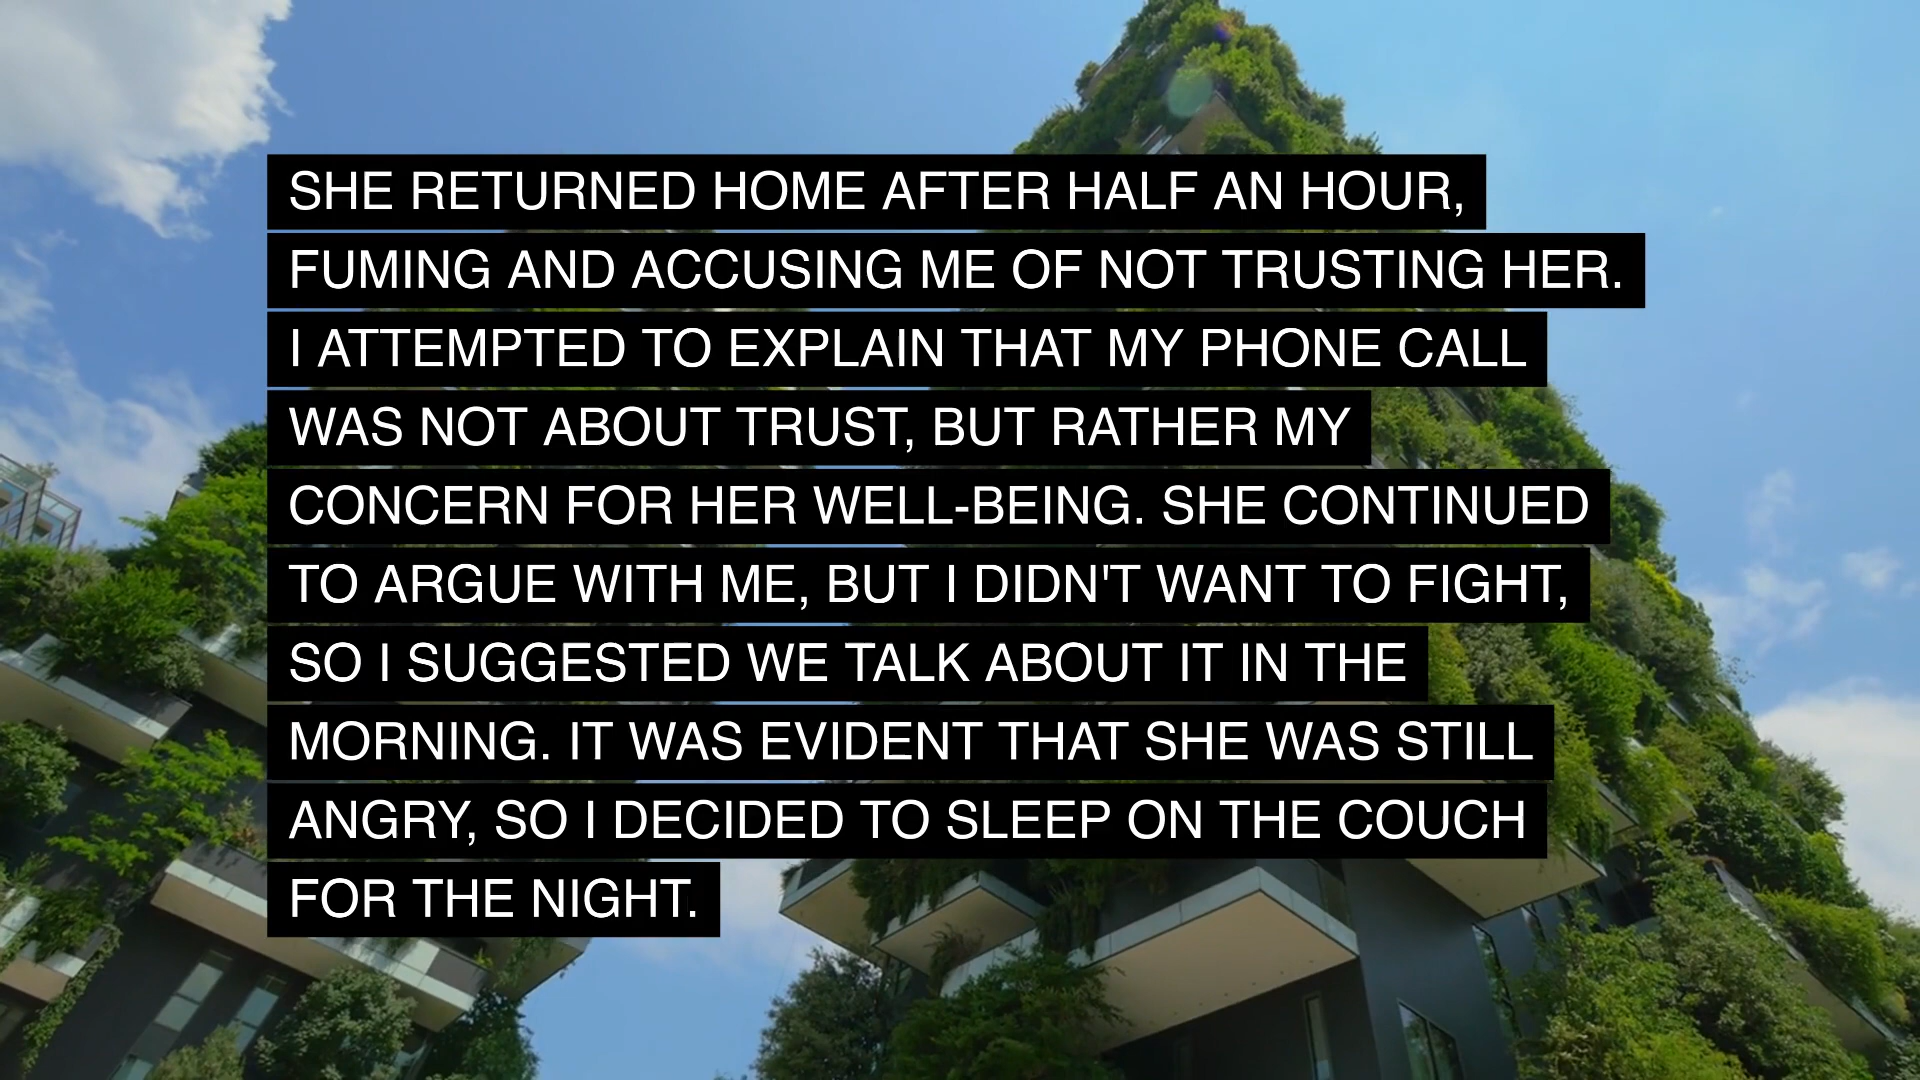 SHE RETURNED HOME AFTER HALF AN HOUR,
FUMING AND ACCUSING ME OF NOT TRUSTING HER.
I ATTEMPTED TO EXPLAIN THAT MY PHONE CALL
WAS NOT ABOUT TRUST, BUT RATHER MY
CONCERN FOR HER WELL-BEING. SHE CONTINUED
TO ARGUE WITH ME, BUT I DIDN'T WANT TO FIGHT,
SO I SUGGESTED WE TALK ABOUT IT IN THE
MORNING. IT WAS EVIDENT THAT SHE WAS STILL
ANGRY, SO I DECIDED TO SLEEP ON THE COUCH
FOR THE NIGHT.